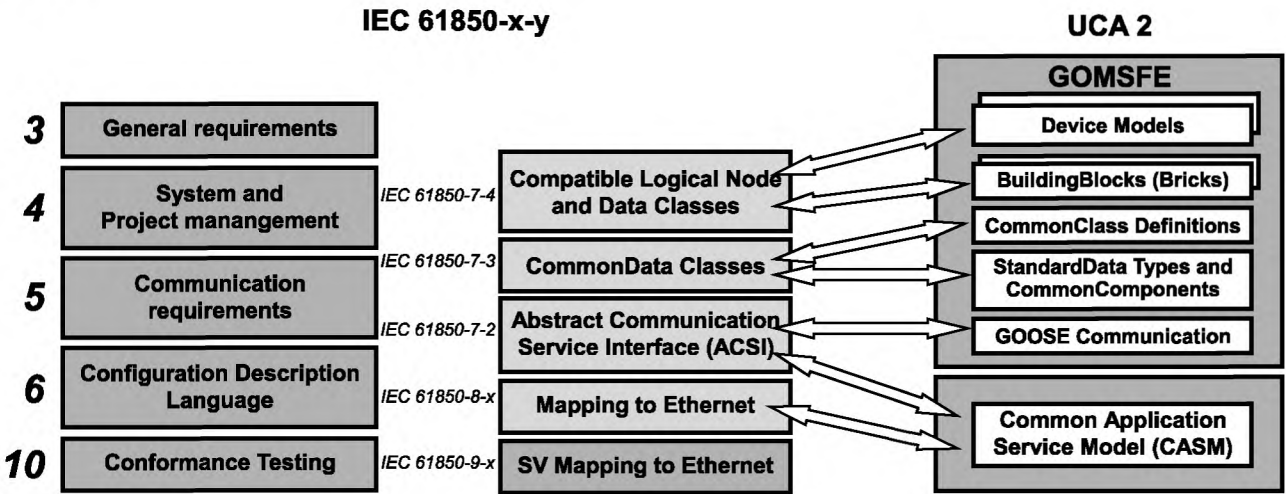 IEC 61850-x-y
UCA 2
3
General requirements
4
System and
Project manangement
5
Communication
requirements
6
Configuration Description
Language
10
Conformance Testing
IEC 61850-7-4
Compatible Logical Node
and Data Classes
IEC 61850-7-3
CommonData Classes
IEC 61850-7-2
Abstract Communication
Service Interface (ACSI)
IEC 61850-8-x
Mapping to Ethernet
IEC 61850-9-x
SV Mapping to Ethernet
GOMSFE
Device Models
BuildingBlocks (Bricks)
CommonClass Definitions
StandardData Types and
CommonComponents
GOOSE Communication
Common Application
Service Model (CASM)